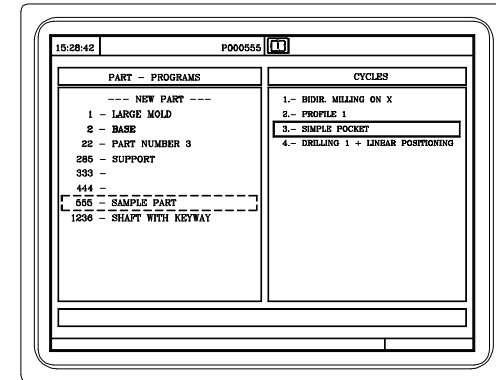 15:28:42 P000555
PART - PROGRAMS
--- NEW PART ---
1 - LARGE MOLD
2 - BASE
22 - PART NUMBER 3
285 - SUPPORT
333 -
444 -
555 - SAMPLE PART
1236 - SHAFT WITH KEYWAY
CYCLES
1.- BIDIR. MILLING ON X
2.- PROFILE 1
3.- SIMPLE POCKET
4.- DRILLING 1 + LINEAR POSITIONING